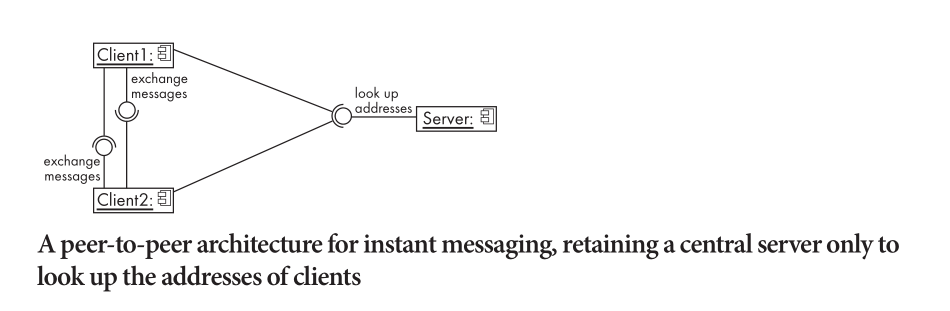 Client1:
exchange
messages
look up
addresses
Server:
exchange
messages
Client2:
A peer-to-peer architecture for instant messaging, retaining a central server only to
look up the addresses of clients